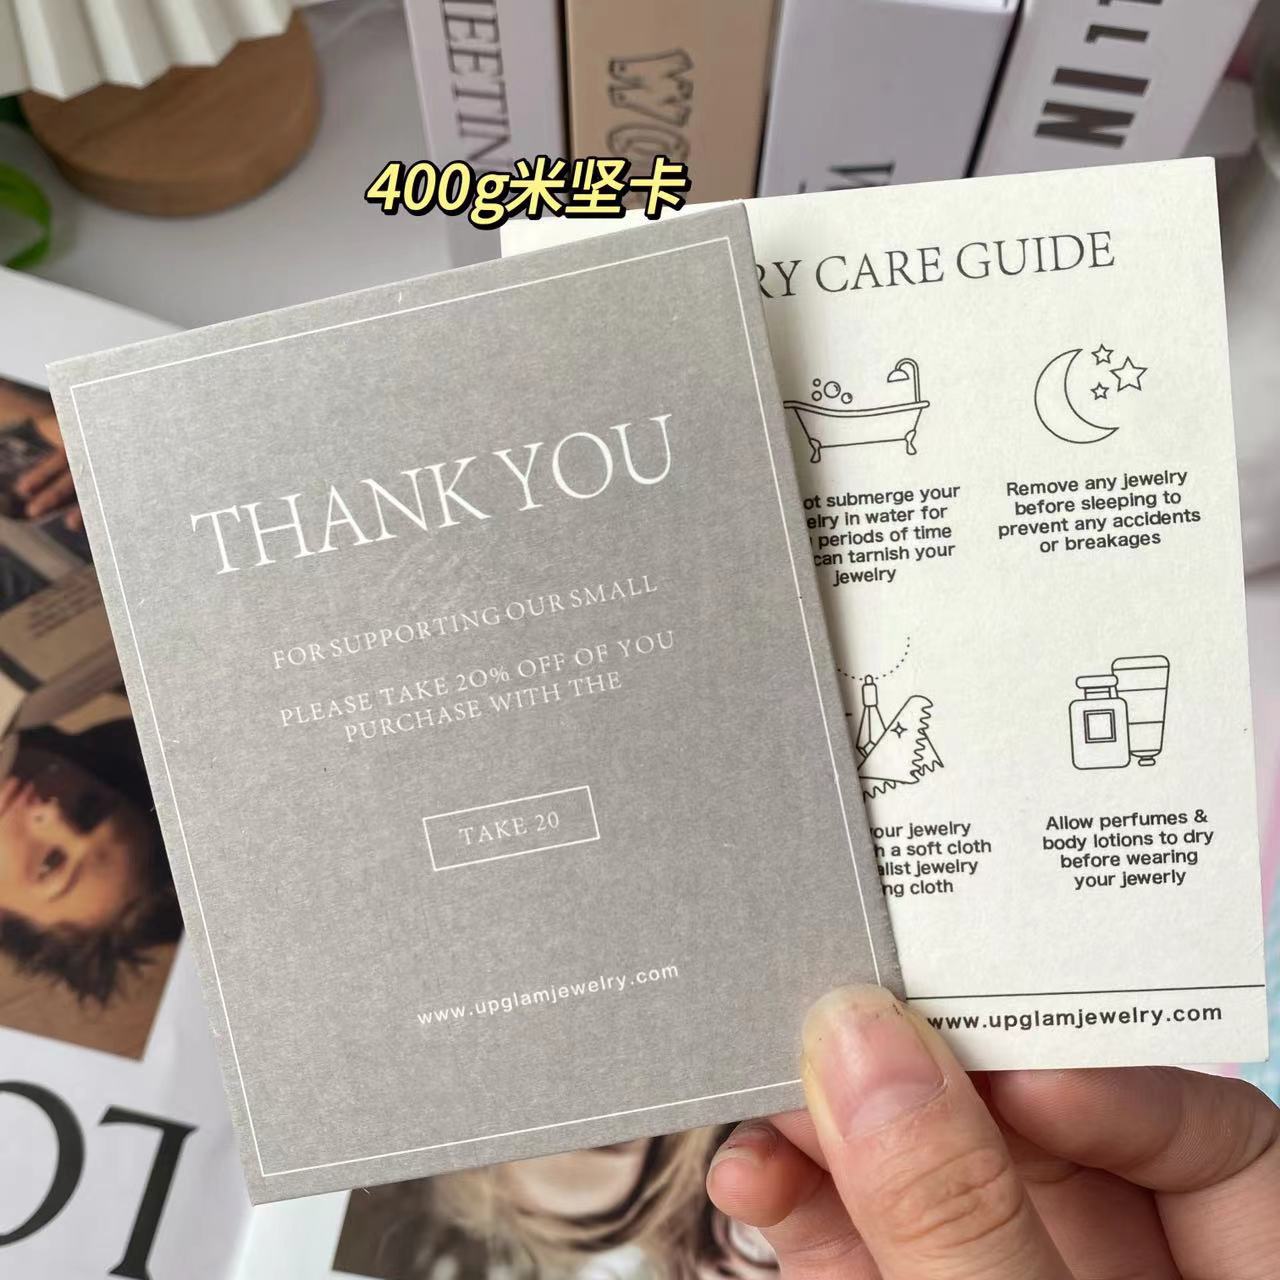 400g米坚卡
THANK YOU
FOR SUPPORTING OUR SMALL
PLEASE TAKE 20% OFF OF YOU
PURCHASE WITH THE
TAKE 20
www.upglamjewelry.com
RY CARE GUIDE
ot submerge your
elry in water for
periods of time
can tarnish your
jewelry
Remove any jewelry
before sleeping to
prevent any accidents
or breakages
our jewelry
h a soft cloth
alist jewelry
ng cloth
Allow perfumes &
body lotions to dry
before wearing
your jewerly
www.upglamjewelry.com